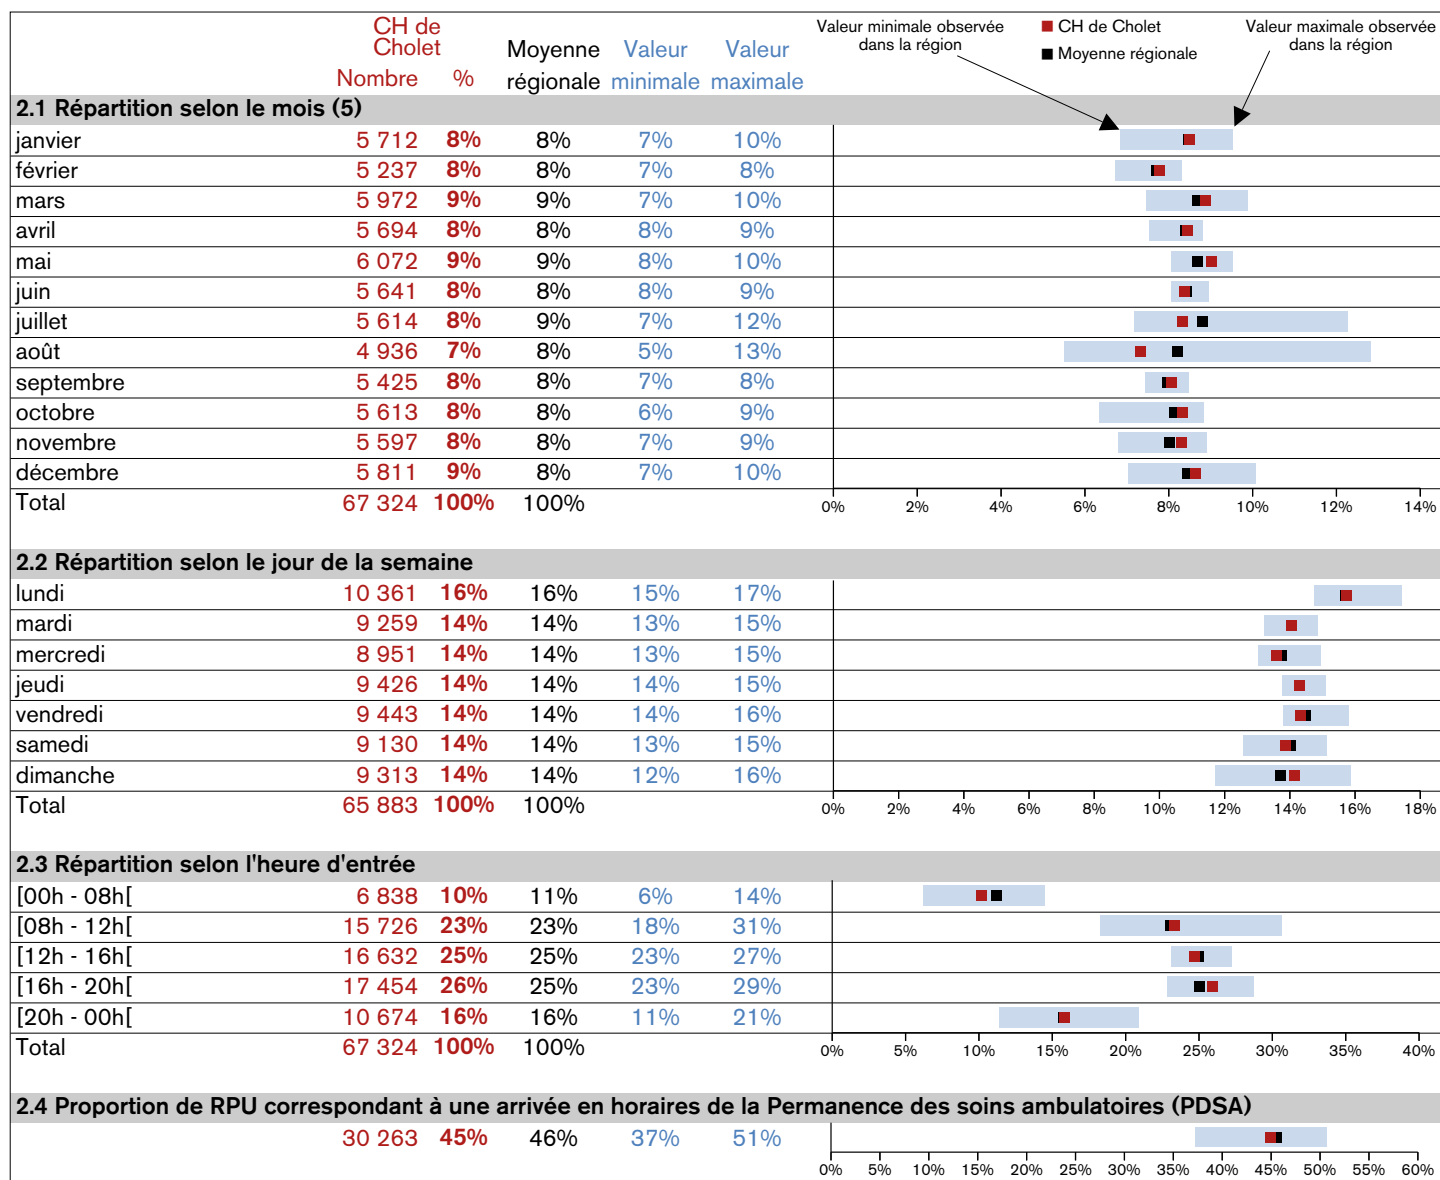 CH de Cholet
Moyenne régionale
Valeur minimale
Valeur maximale
Nombre %
Valeur minimale observée
dans la région
CH de Cholet
Moyenne régionale
Valeur maximale observée
dans la région
2.1 Répartition selon le mois (5)
janvier 5 712 8% 8% 7% 10%
février 5 237 8% 8% 7% 8%
mars 5 972 9% 9% 7% 10%
avril 5 694 8% 8% 8% 9%
mai 6 072 9% 9% 8% 10%
juin 5 641 8% 8% 8% 9%
juillet 5 614 8% 9% 7% 12%
août 4 936 7% 8% 5% 13%
septembre 5 425 8% 8% 7% 8%
octobre 5 613 8% 8% 6% 9%
novembre 5 597 8% 8% 7% 9%
décembre 5 811 9% 8% 7% 10%
Total 67 324 100% 100%
0% 2% 4% 6% 8% 10% 12% 14%
2.2 Répartition selon le jour de la semaine
lundi 10 361 16% 16% 15% 17%
mardi 9 259 14% 14% 13% 15%
mercredi 8 951 14% 14% 13% 15%
jeudi 9 426 14% 14% 14% 15%
vendredi 9 443 14% 14% 14% 16%
samedi 9 130 14% 14% 13% 15%
dimanche 9 313 14% 14% 12% 16%
Total 65 883 100% 100%
0% 2% 4% 6% 8% 10% 12% 14% 16% 18%
2.3 Répartition selon l'heure d'entrée
[00h - 08h[ 6 838 10% 11% 6% 14%
[08h - 12h[ 15 726 23% 23% 18% 31%
[12h - 16h[ 16 632 25% 25% 23% 27%
[16h - 20h[ 17 454 26% 25% 23% 29%
[20h - 00h[ 10 674 16% 16% 11% 21%
Total 67 324 100% 100%
0% 5% 10% 15% 20% 25% 30% 35% 40%
2.4 Proportion de RPU correspondant à une arrivée en horaires de la Permanence des soins ambulatoires (PDSA)
30 263 45% 46% 37% 51%
0% 5% 10% 15% 20% 25% 30% 35% 40% 45% 50% 55% 60%